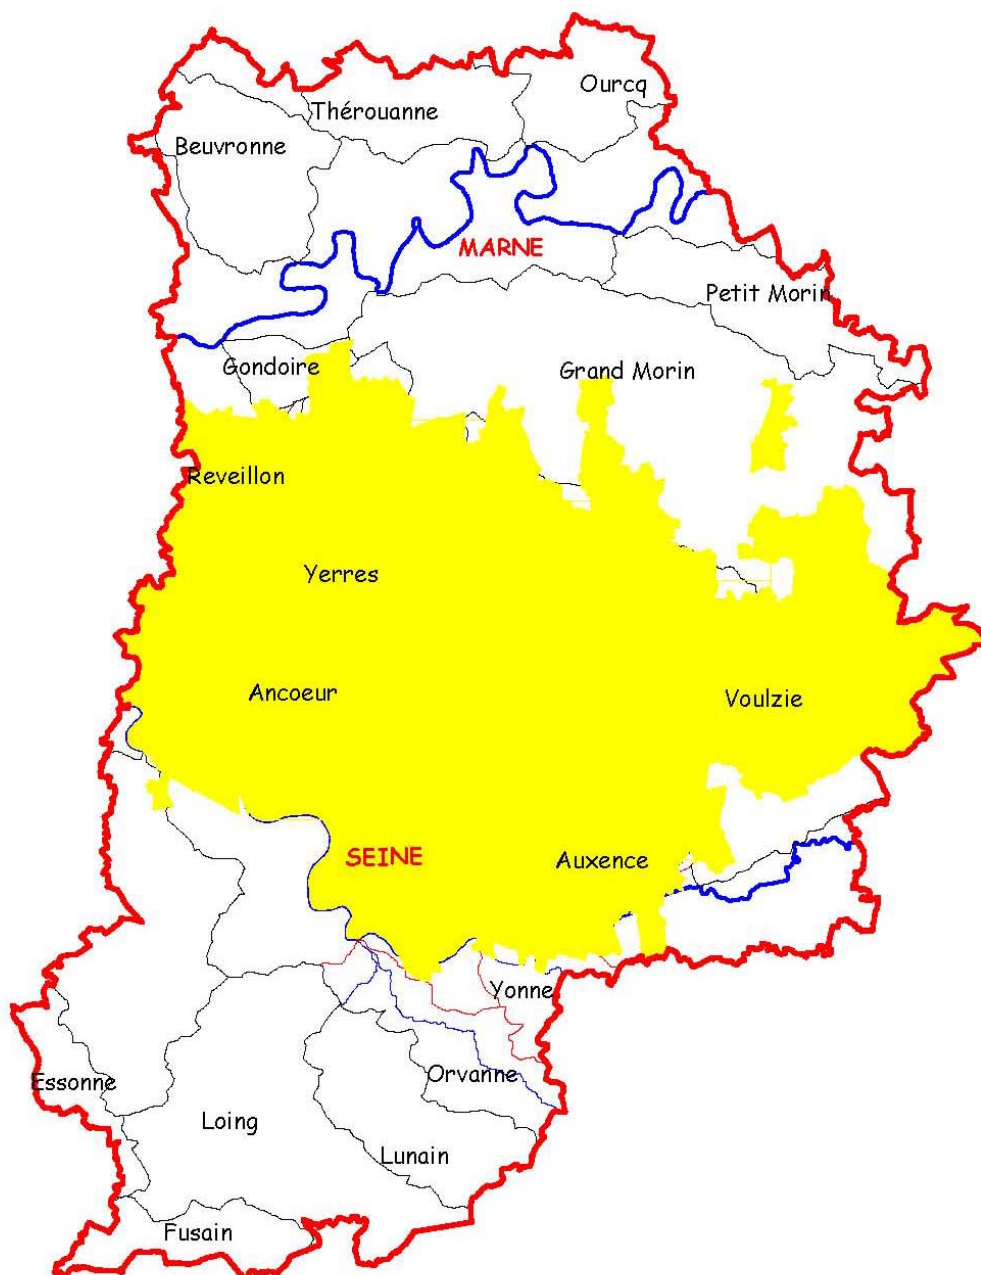 Ourcq
Thérouanne
Beuvronne
MARNE
Petit Morin
Gondoire
Grand Morin
Reveillon
Yerres
Ancoeur
Voulzie
SEINE
Auxence
Yonne
Essonne
Orvanne
Loing
Lunain
Fusain